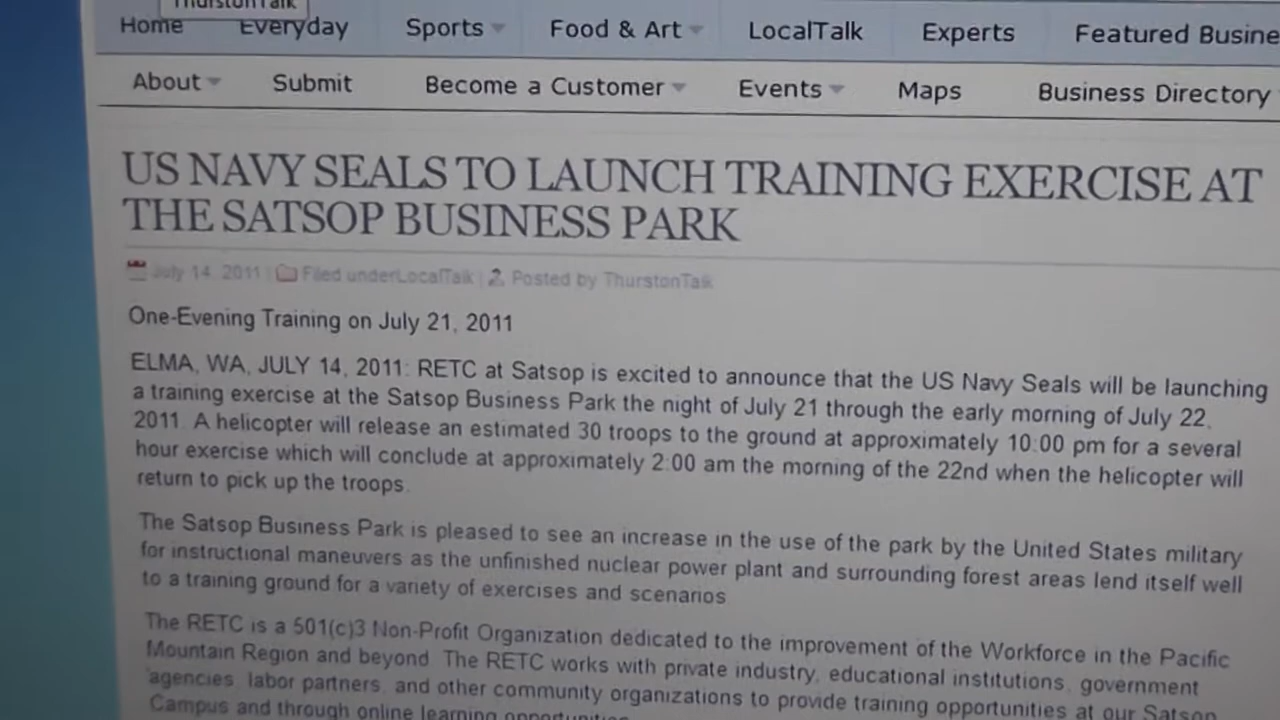 ThurstonTalk
Home Everyday Sports Food & Art LocalTalk Experts Featured Busine
About Submit Become a Customer Events Maps Business Directory
US NAVY SEALS TO LAUNCH TRAINING EXERCISE AT
THE SATSOP BUSINESS PARK
July 14, 2011 | Filed underLocalTalk | Posted by ThurstonTalk
One-Evening Training on July 21, 2011
ELMA, WA, JULY 14, 2011: RETC at Satsop is excited to announce that the US Navy Seals will be launching
a training exercise at the Satsop Business Park the night of July 21 through the early morning of July 22,
2011. A helicopter will release an estimated 30 troops to the ground at approximately 10:00 pm for a several
hour exercise which will conclude at approximately 2:00 am the morning of the 22nd when the helicopter will
return to pick up the troops.
The Satsop Business Park is pleased to see an increase in the use of the park by the United States military
for instructional maneuvers as the unfinished nuclear power plant and surrounding forest areas lend itself well
to a training ground for a variety of exercises and scenarios
The RETC is a 501(c)3 Non-Profit Organization dedicated to the improvement of the Workforce in the Pacific
Mountain Region and beyond. The RETC works with private industry, educational institutions, government
agencies, labor partners, and other community organizations to provide training opportunities at our Satsop
Campus and through online learning opportunities